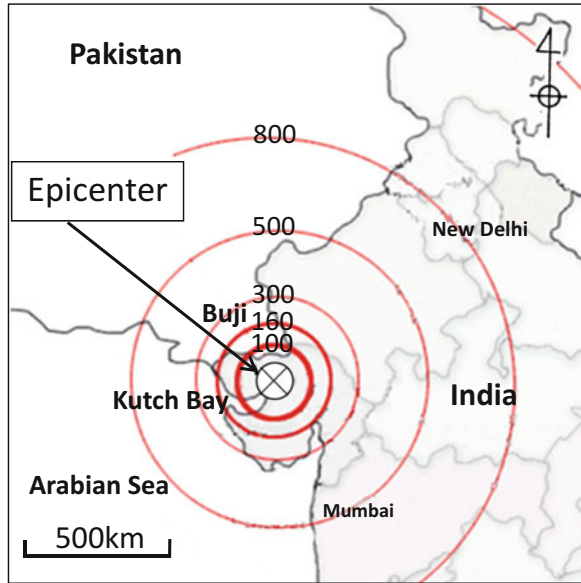 Pakistan
800
Epicenter
New Delhi
500
300
Buji
160
100
Kutch Bay
India
Arabian Sea
Mumbai
500km